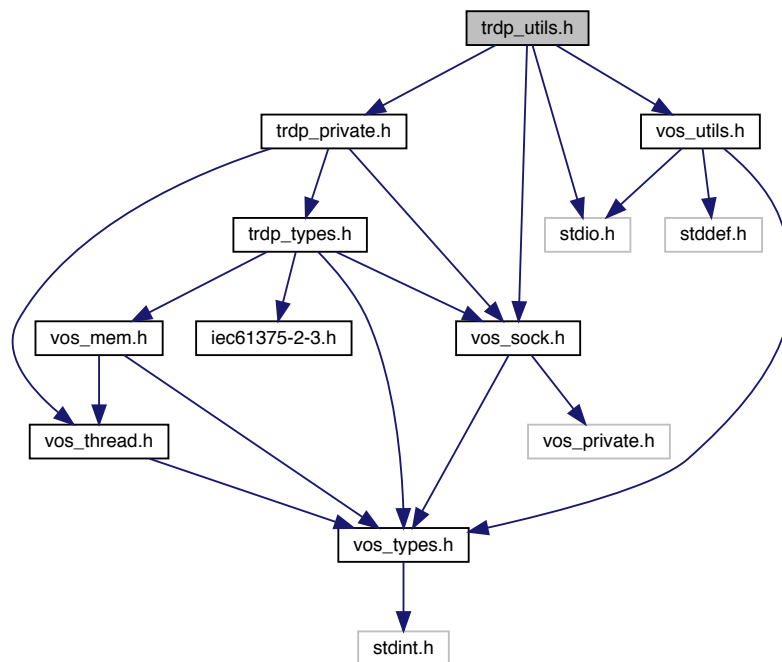 trdp_utils.h
trdp_private.h
vos_utils.h
trdp_types.h
stdio.h
stddef.h
vos_mem.h
iec61375-2-3.h
vos_sock.h
vos_thread.h
vos_private.h
vos_types.h
stdint.h